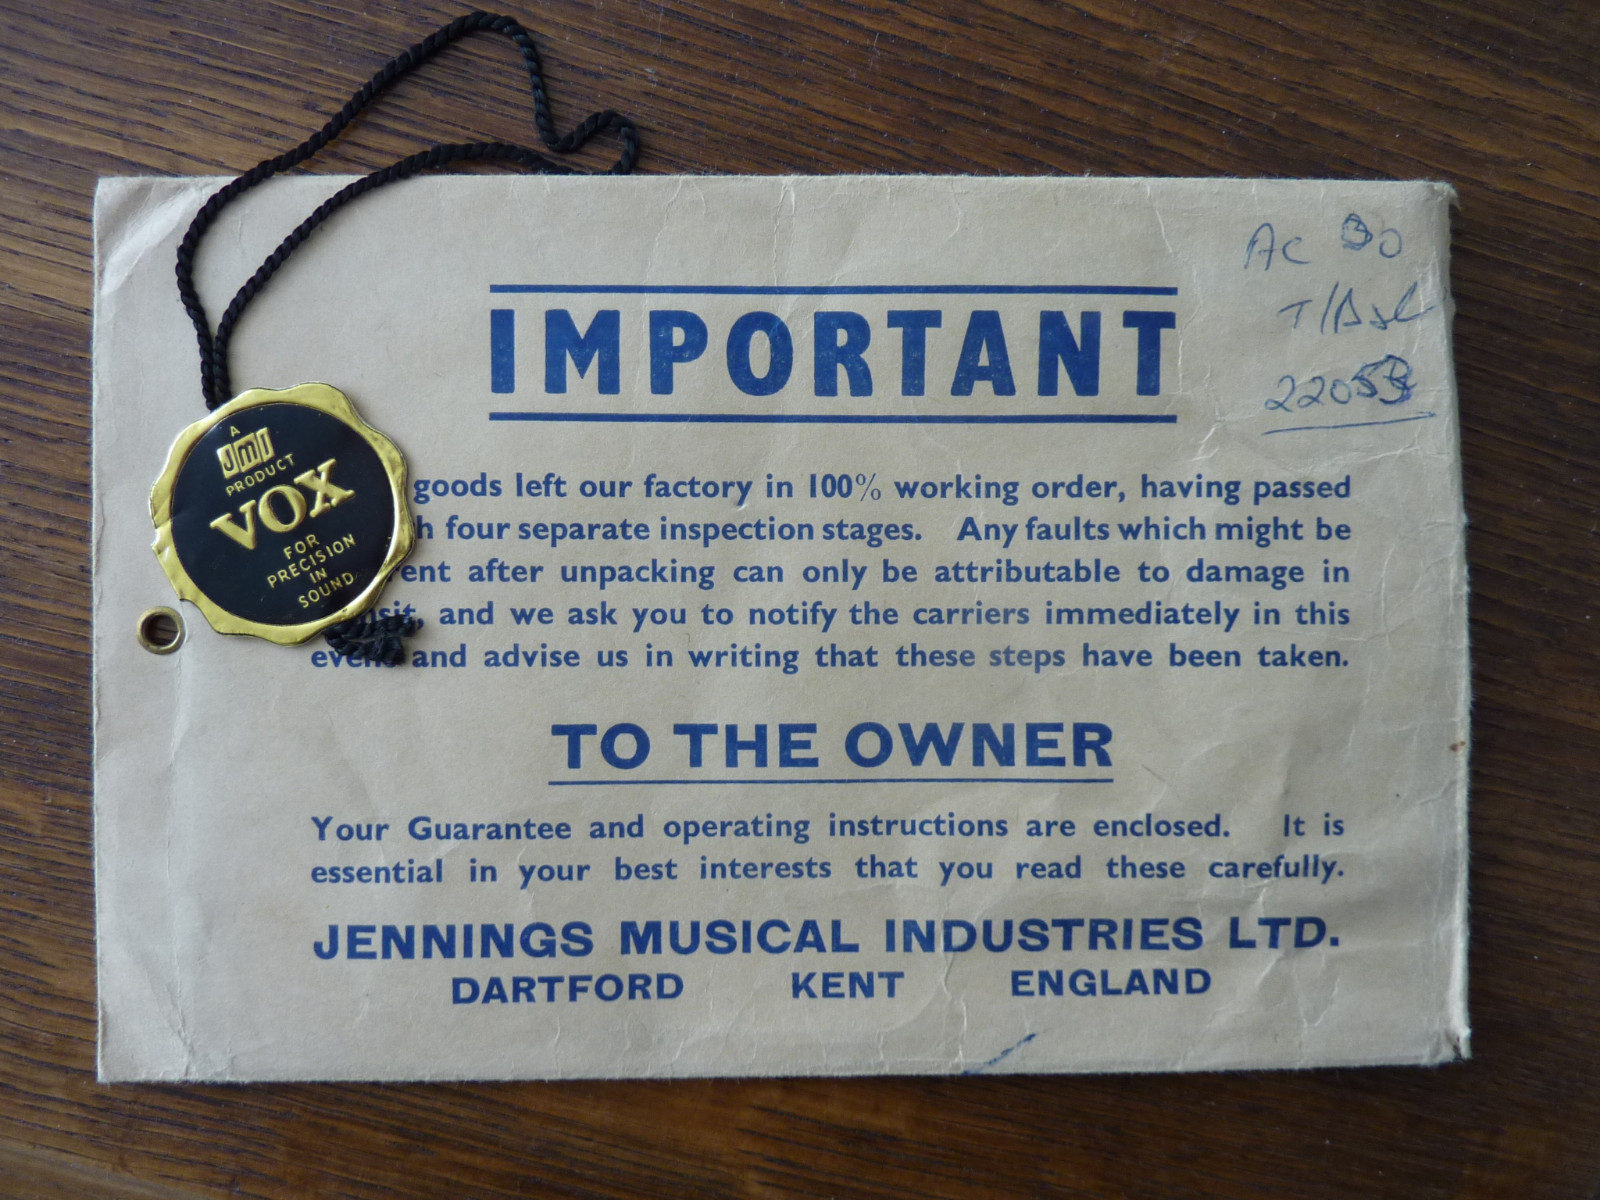 AC 30
T/
IMPORTANT
goods left our factory in 100% working order, having passed
four separate inspection stages. Any faults which might be
after unpacking can only be attributable to damage in
and we ask you to notify the carriers immediately in this
and advise us in writing that these steps have been taken.
TO THE OWNER
Your Guarantee and operating instructions are enclosed. It is
essential in your best interests that you read these carefully.
JENNINGS MUSICAL INDUSTRIES LTD.
DARTFORD KENT ENGLAND
A
JMI
PRODUCT
VOX
FOR
PRECISION
IN
SOUND